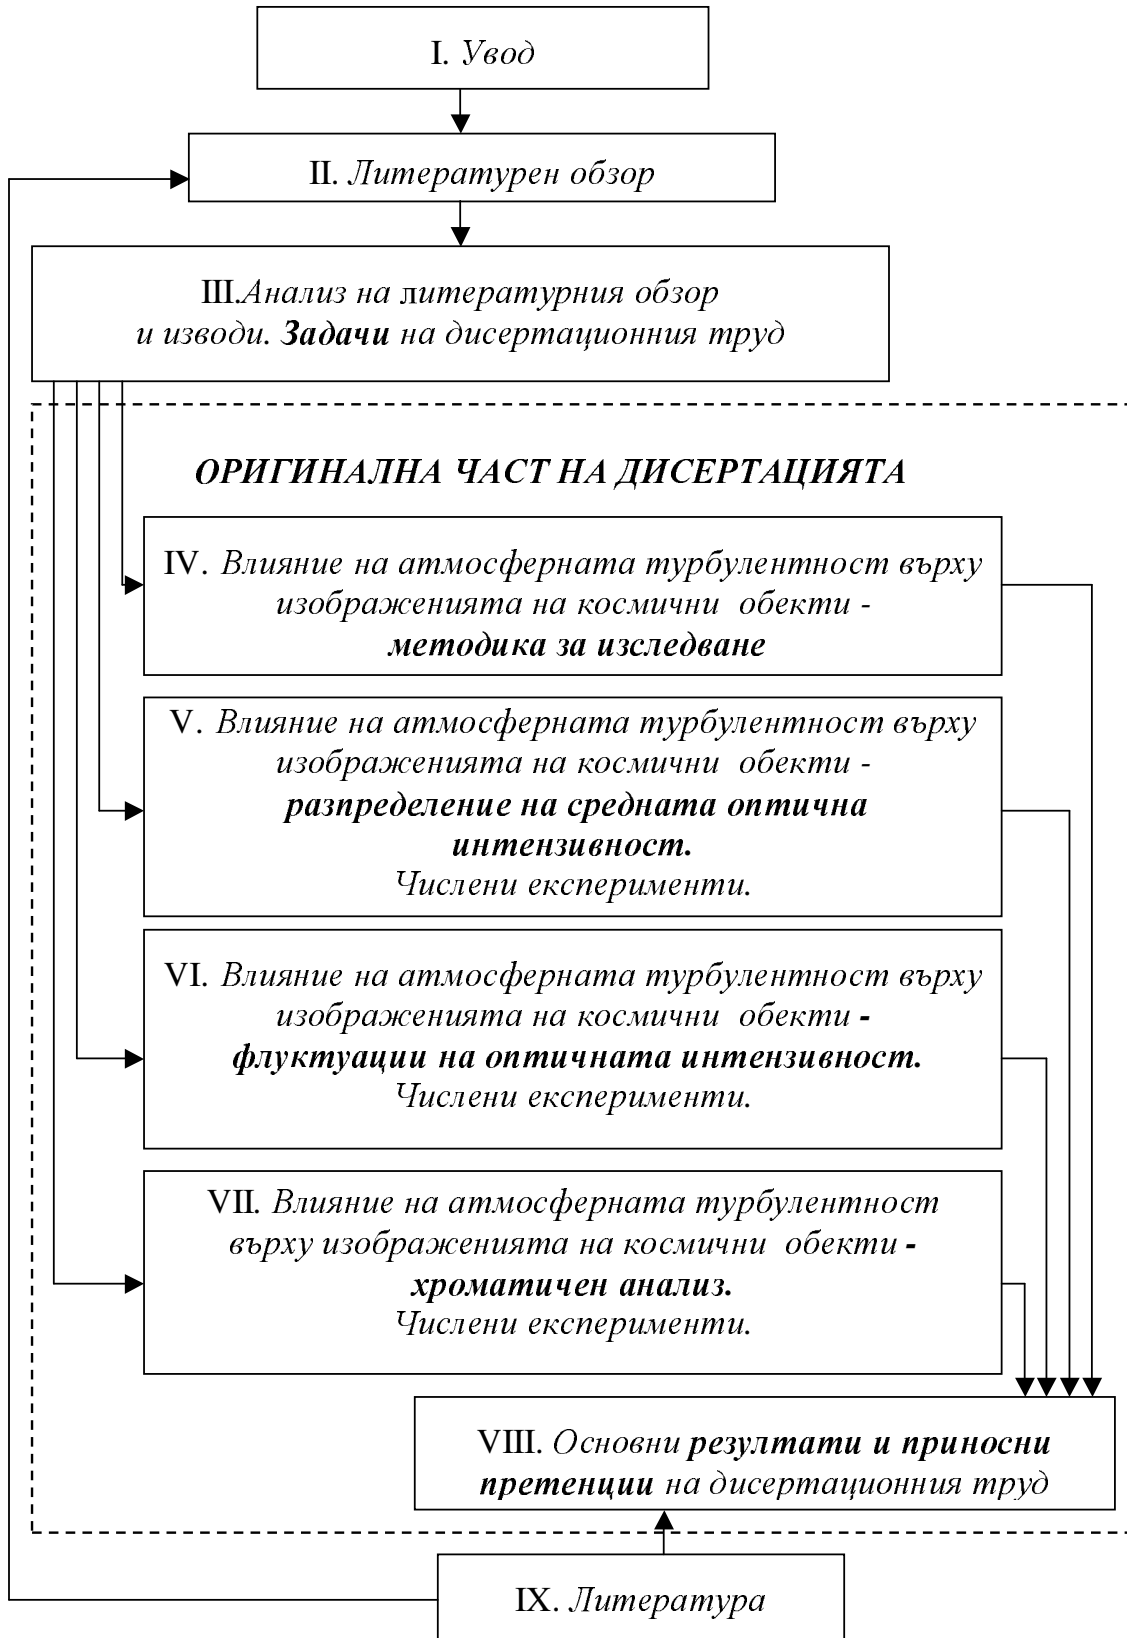 I. Увод
II. Литературен обзор
III.Анализ на литературния обзор
и изводи. Задачи на дисертационния труд
ОРИГИНАЛНА ЧАСТ НА ДИСЕРТАЦИЯТА
IV. Влияние на атмосферната турбулентност върху
изображенията на космични обекти -
методика за изследване
V. Влияние на атмосферната турбулентност върху
изображенията на космични обекти -
разпределение на средната оптична
интензивност.
Числени експерименти.
VI. Влияние на атмосферната турбулентност върху
изображенията на космични обекти -
флуктуации на оптичната интензивност.
Числени експерименти.
VII. Влияние на атмосферната турбулентност
върху изображенията на космични обекти -
хроматичен анализ.
Числени експерименти.
VIII. Основни резултати и приносни
претенции на дисертационния труд
IX. Литература